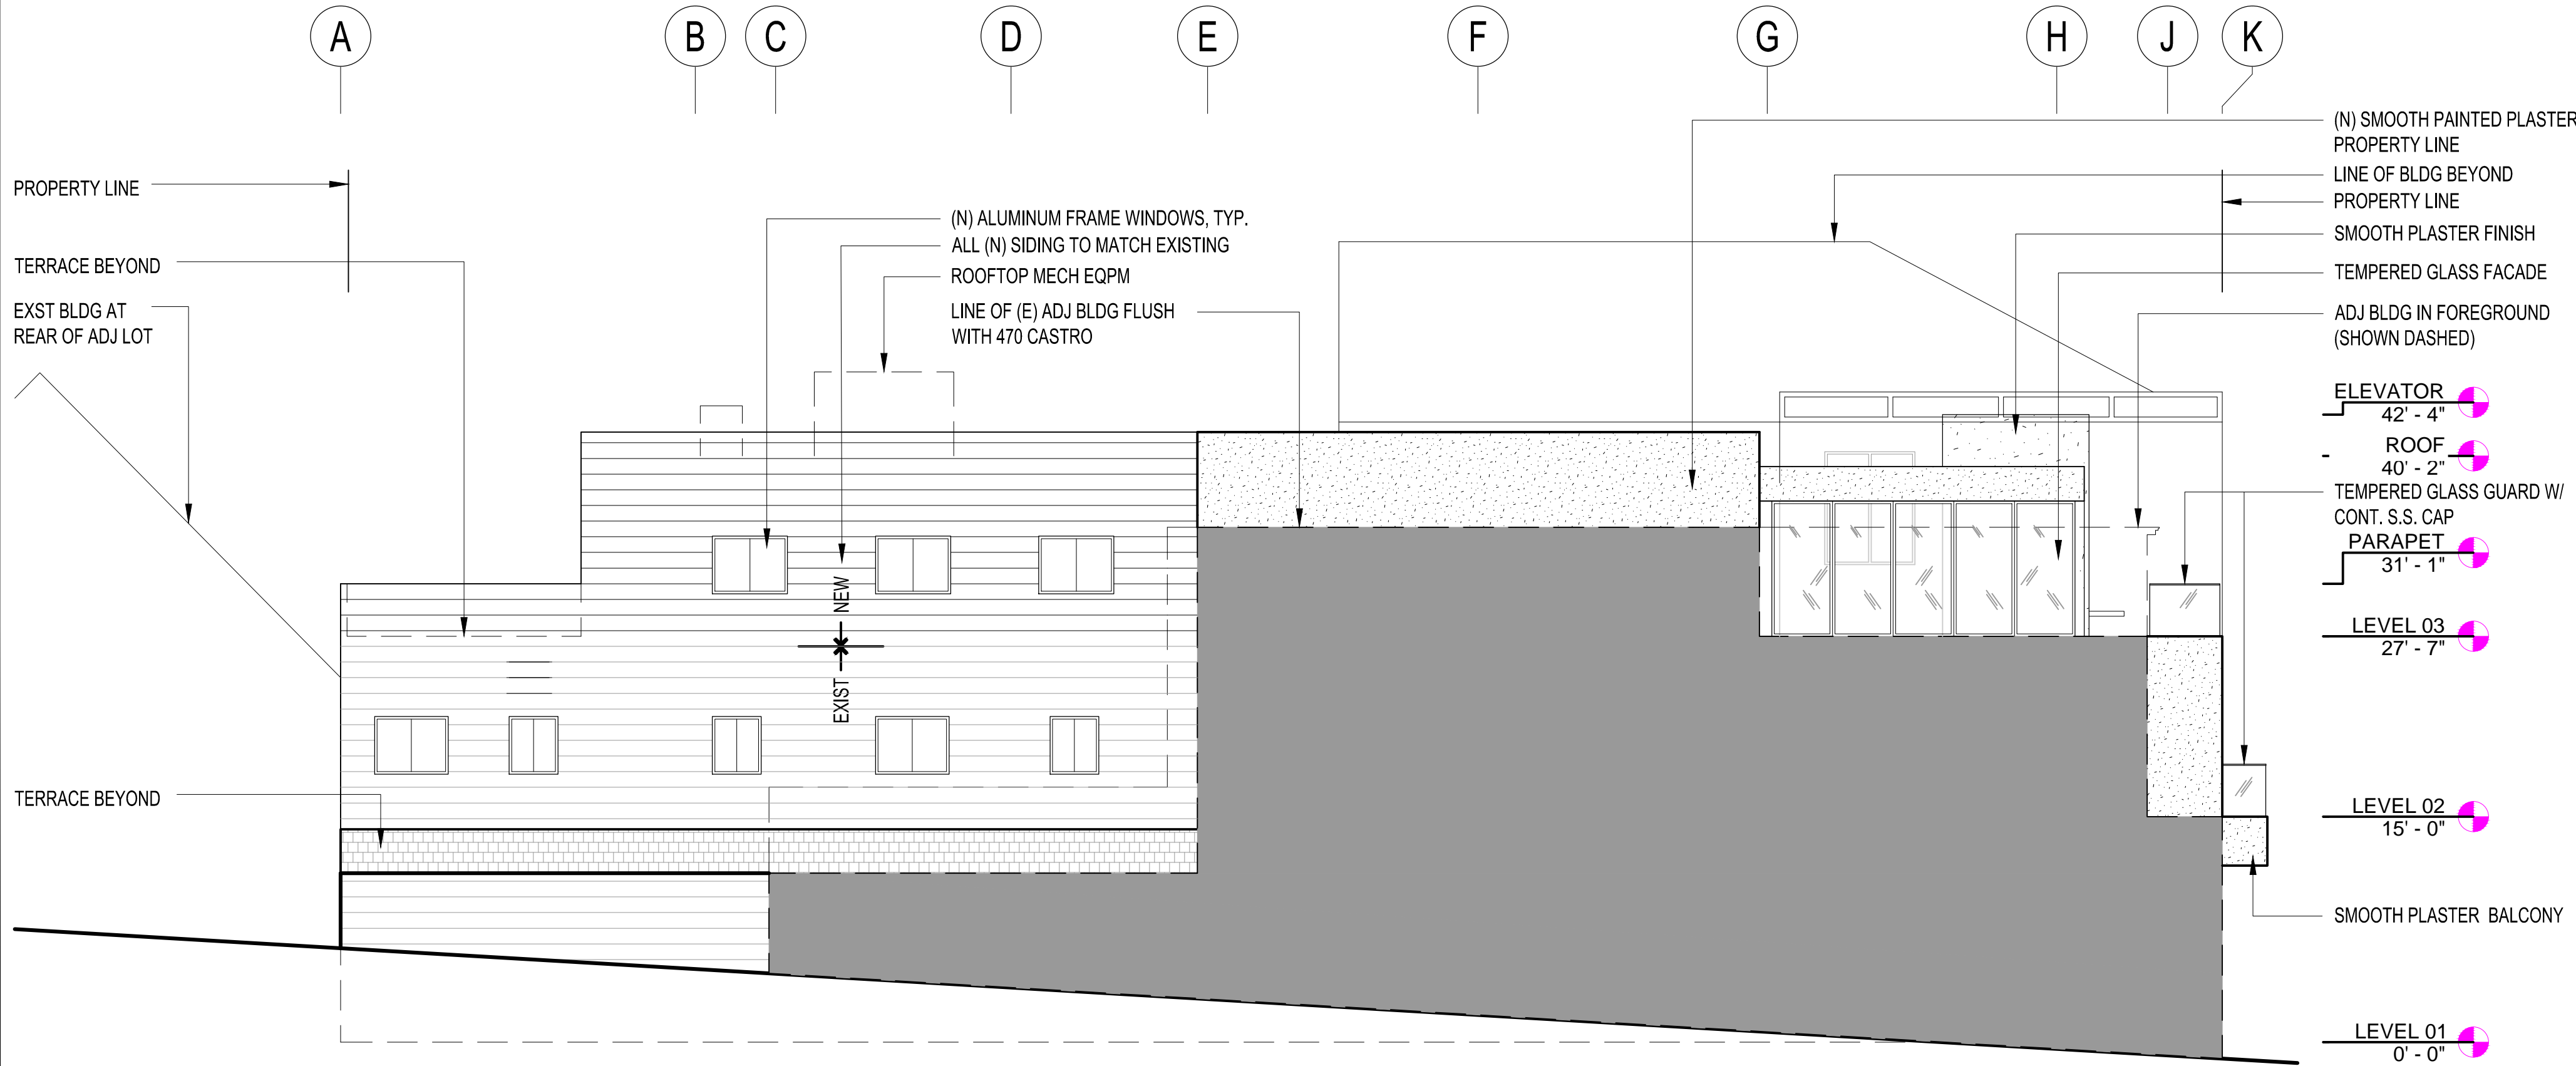 A
B
C
D
E
F
G
H
J
K
PROPERTY LINE
TERRACE BEYOND
EXST BLDG AT
REAR OF ADJ LOT
TERRACE BEYOND
(N) ALUMINUM FRAME WINDOWS, TYP.
ALL (N) SIDING TO MATCH EXISTING
ROOFTOP MECH EQPM
LINE OF (E) ADJ BLDG FLUSH
WITH 470 CASTRO
NEW
EXIST
(N) SMOOTH PAINTED PLASTER
PROPERTY LINE
LINE OF BLDG BEYOND
PROPERTY LINE
SMOOTH PLASTER FINISH
TEMPERED GLASS FACADE
ADJ BLDG IN FOREGROUND
(SHOWN DASHED)
ELEVATOR
42' - 4"
ROOF
40' - 2"
TEMPERED GLASS GUARD W/
CONT. S.S. CAP
PARAPET
31' - 1"
LEVEL 03
27' - 7"
LEVEL 02
15' - 0"
SMOOTH PLASTER BALCONY
LEVEL 01
0' - 0"